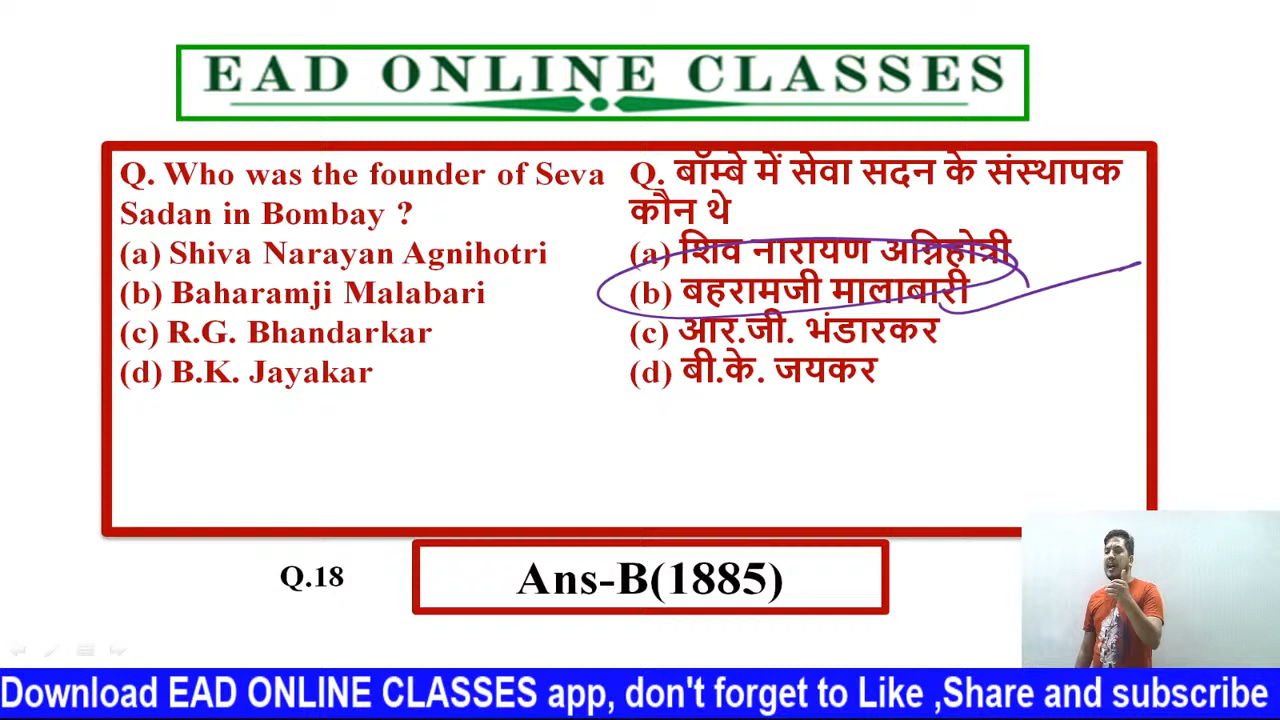 EAD ONLINE CLASSES
Q. Who was the founder of Seva
Sadan in Bombay ?
(a) Shiva Narayan Agnihotri
(b) Baharamji Malabari
(c) R.G. Bhandarkar
(d) B.K. Jayakar
Q. बॉम्बे में सेवा सदन के संस्थापक
कौन थे
(a) शिव नारायण अग्निहोत्री
(b) बहरामजी मालाबारी
(c) आर.जी. भंडारकर
(d) बी.के. जयकर
Q.18
Ans-B(1885)
Download EAD ONLINE CLASSES app, don't forget to Like ,Share and subscribe